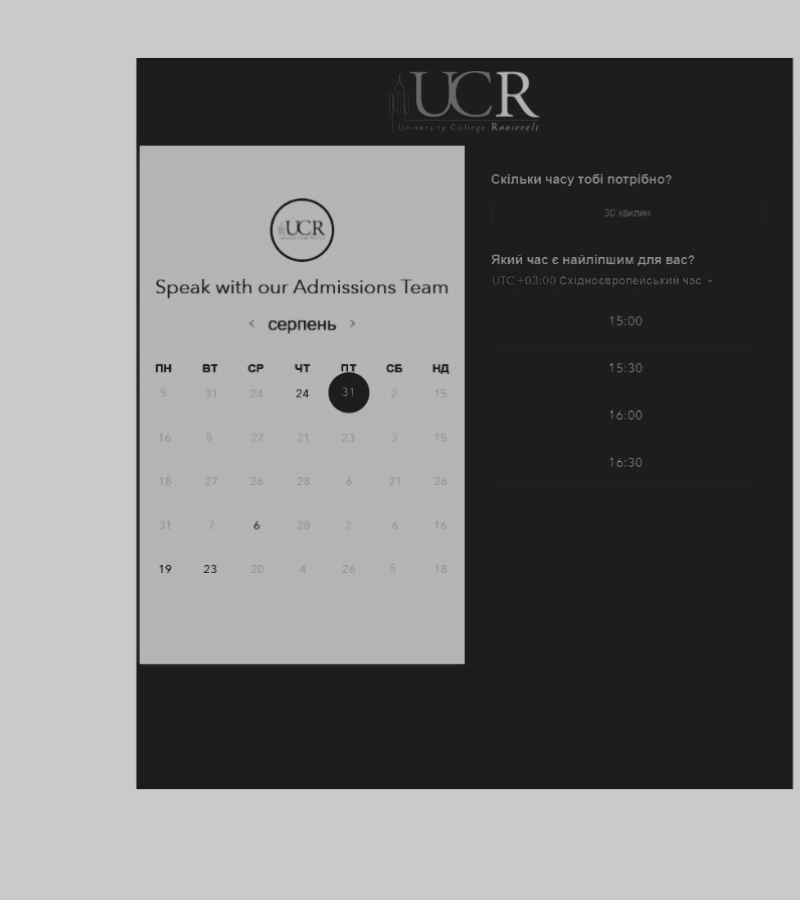 UCR
University College Roosevelt
UCR
Speak with our Admissions Team
< серпень >
ПН ВТ СР ЧТ ПТ СБ НД
5 31 24 24 31 2 15
16 5 27 21 23 3 15
18 27 26 28 6 21 26
31 7 6 28 2 6 16
19 23 20 4 26 5 18
Скільки часу тобі потрібно?
30 хвилин
Який час є найліпшим для вас?
UTC +03:00 Східноєвропейський час
15:00
15:30
16:00
16:30